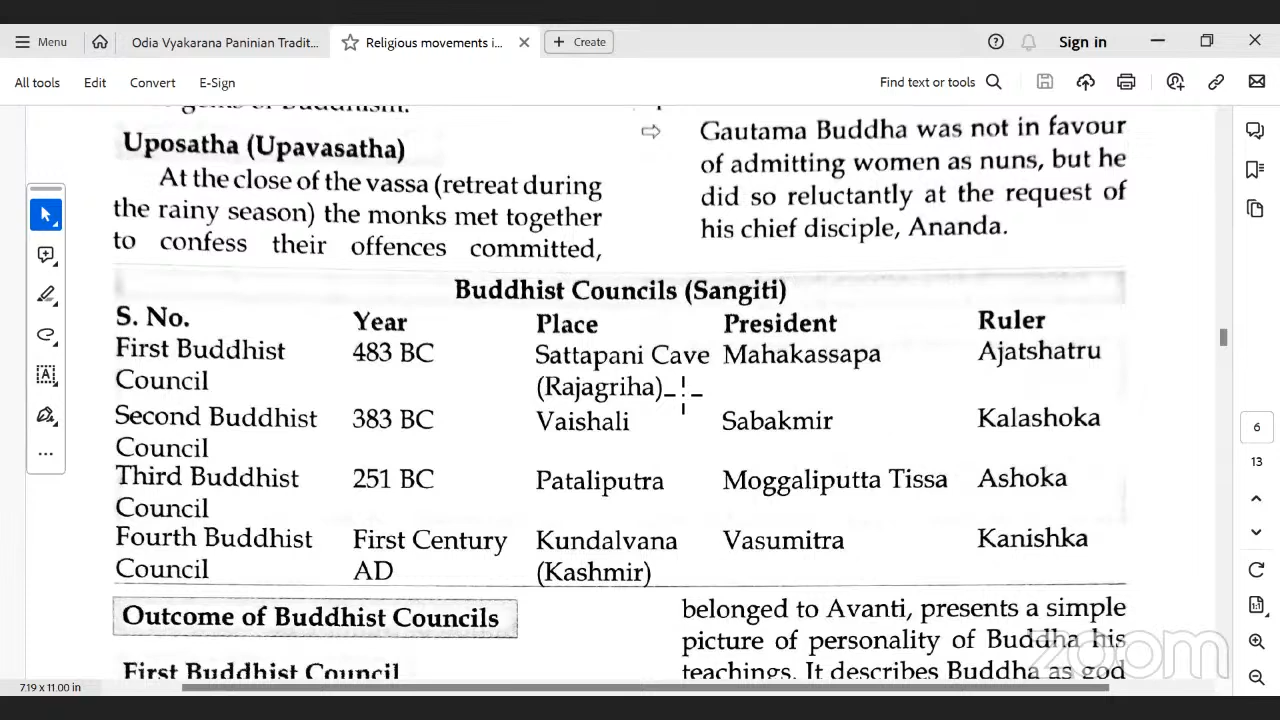 Menu
Odia Vyakarana Paninian Tradit...
Religious movements i...
Create
Sign in
All tools
Edit
Convert
E-Sign
Find text or tools
Uposatha (Upavasatha)
At the close of the vassa (retreat during
the rainy season) the monks met together
to confess their offences committed,
⇨ Gautama Buddha was not in favour
of admitting women as nuns, but he
did so reluctantly at the request of
his chief disciple, Ananda.
Buddhist Councils (Sangiti)
S. No. Year Place President Ruler
First Buddhist 483 BC Sattapani Cave Mahakassapa Ajatshatru
Council (Rajagriha)
Second Buddhist 383 BC Vaishali Sabakmir Kalashoka
Council
Third Buddhist 251 BC Pataliputra Moggaliputta Tissa Ashoka
Council
Fourth Buddhist First Century Kundalvana Vasumitra Kanishka
Council AD (Kashmir)
Outcome of Buddhist Councils
First Buddhist Council
belonged to Avanti, presents a simple
picture of personality of Buddha his
teachings. It describes Buddha as god
6
13
7.19 x 11.00 in
zoom